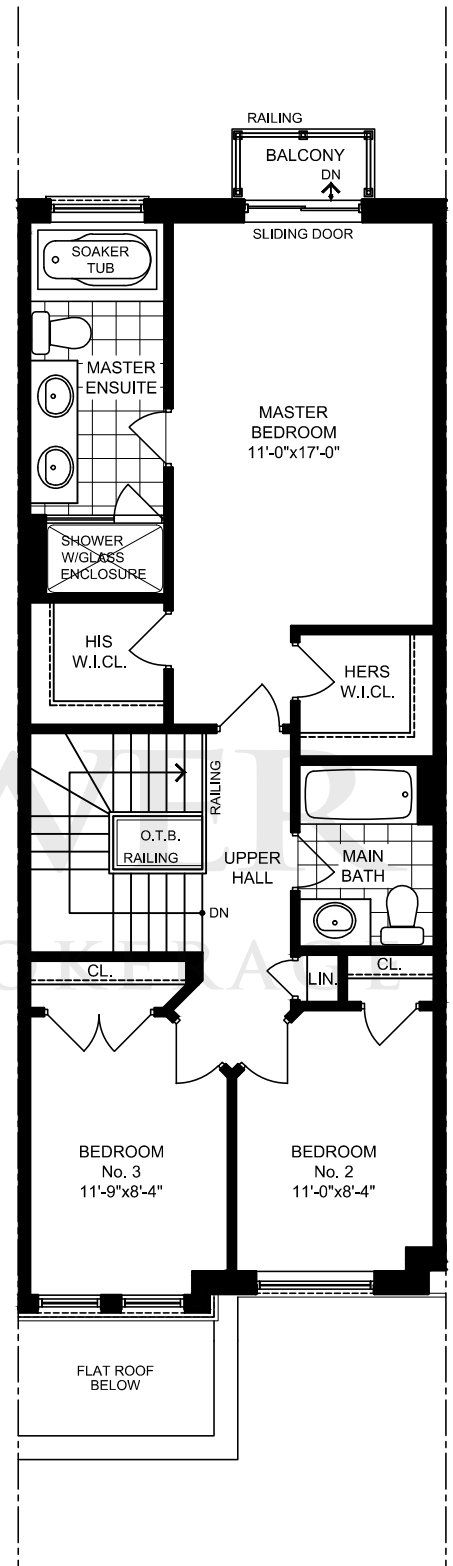 RAILING
BALCONY
DN
SLIDING DOOR
SOAKER
TUB
MASTER
ENSUITE
MASTER
BEDROOM
11'-0"x17'-0"
SHOWER
W/GLASS
ENCLOSURE
HIS
W.I.CL.
HERS
W.I.CL.
RAILING
O.T.B.
RAILING
UPPER
HALL
MAIN
BATH
DN
CL.
LIN.
CL.
BEDROOM
No. 3
11'-9"x8'-4"
BEDROOM
No. 2
11'-0"x8'-4"
FLAT ROOF
BELOW